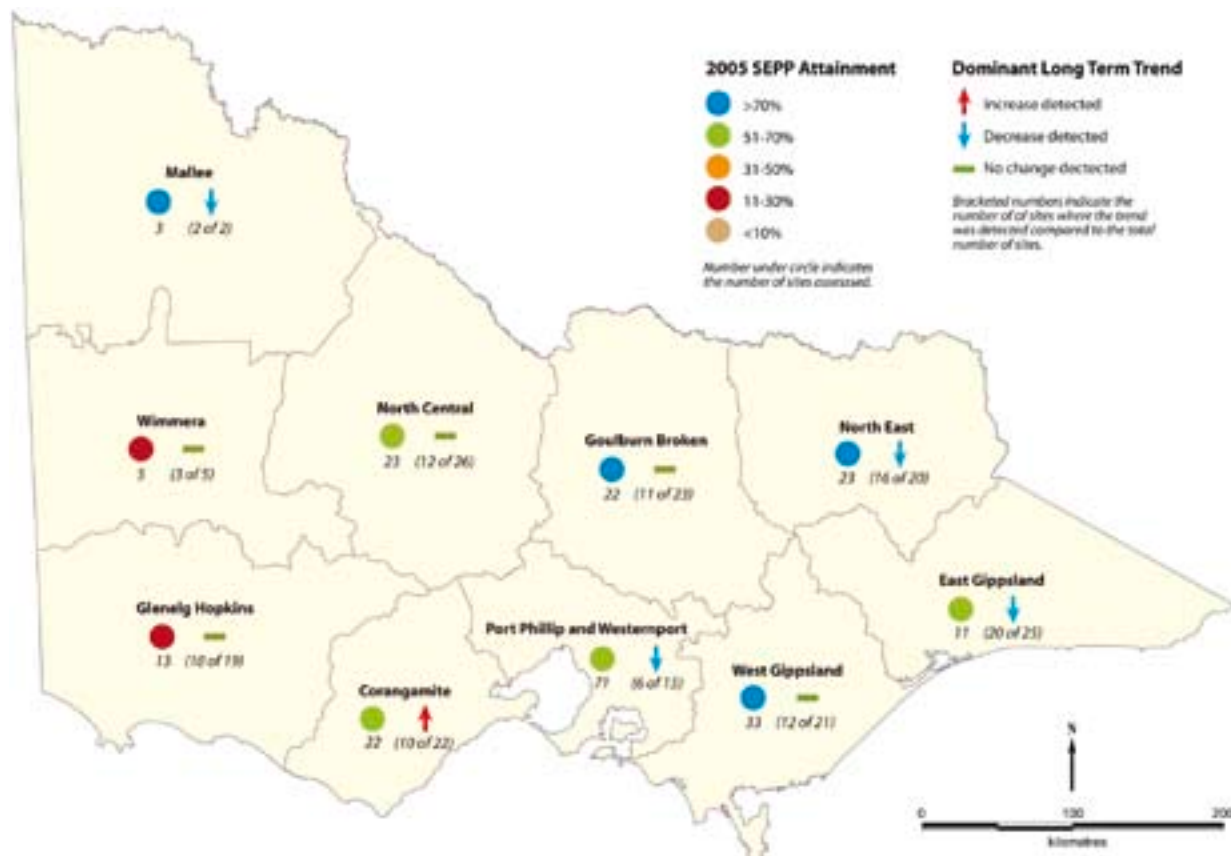 2005 SEPP Attainment
>70%
51-70%
31-50%
11-30%
<10%
Number under circle indicates
the number of sites assessed.
Dominant Long Term Trend
Increase detected
Decrease detected
No change dectected
Bracketed numbers indicate the
number of of sites where the trend
was detected compared to the total
number of sites.
Mallee
3 (2 of 2)
Wimmera
5 (3 of 5)
North Central
23 (12 of 26)
Goulburn Broken
22 (11 of 23)
North East
23 (16 of 20)
East Gippsland
11 (20 of 25)
Glenelg Hopkins
13 (10 of 19)
Port Phillip and Westernport
71 (6 of 15)
West Gippsland
33 (12 of 21)
Corangamite
22 (10 of 22)
N
0 100 200
kilometres